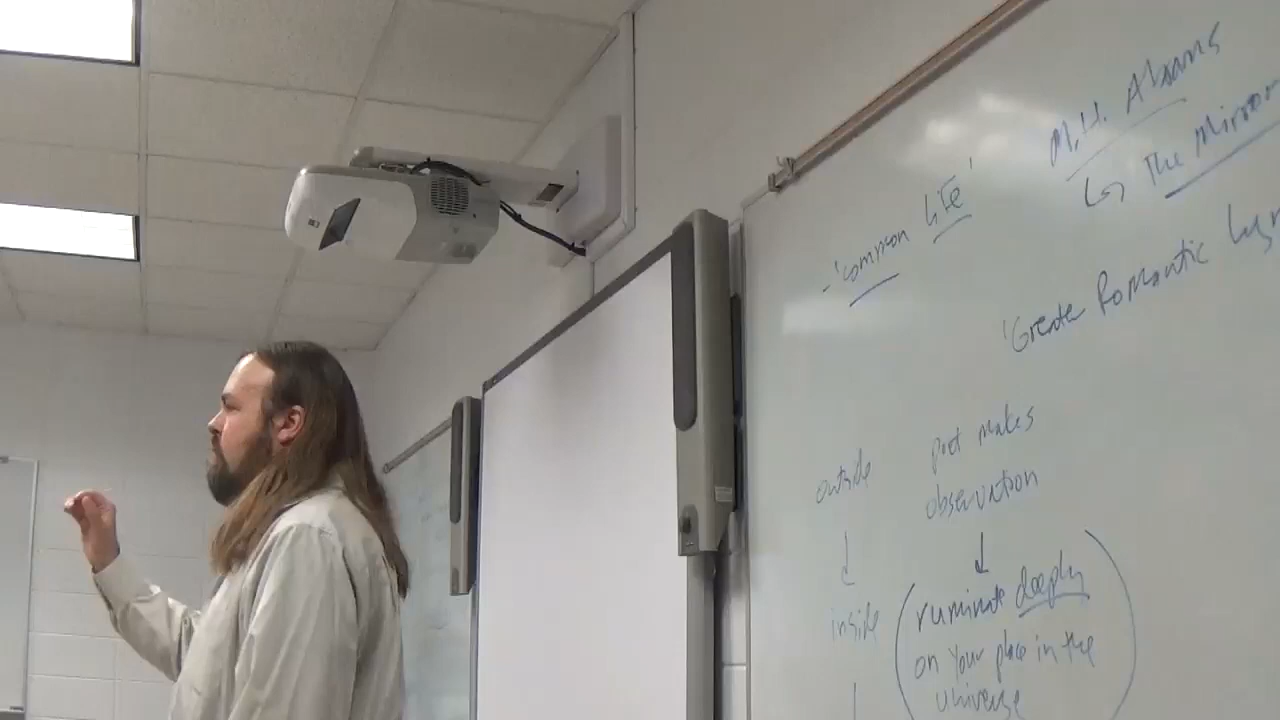 M.H. Abrams
↳ The Mirror
- 'common life'
'Greater Romantic Lyr
poet makes
observation
↓
ruminate deeply
on your place in the
universe
outside
↓
inside